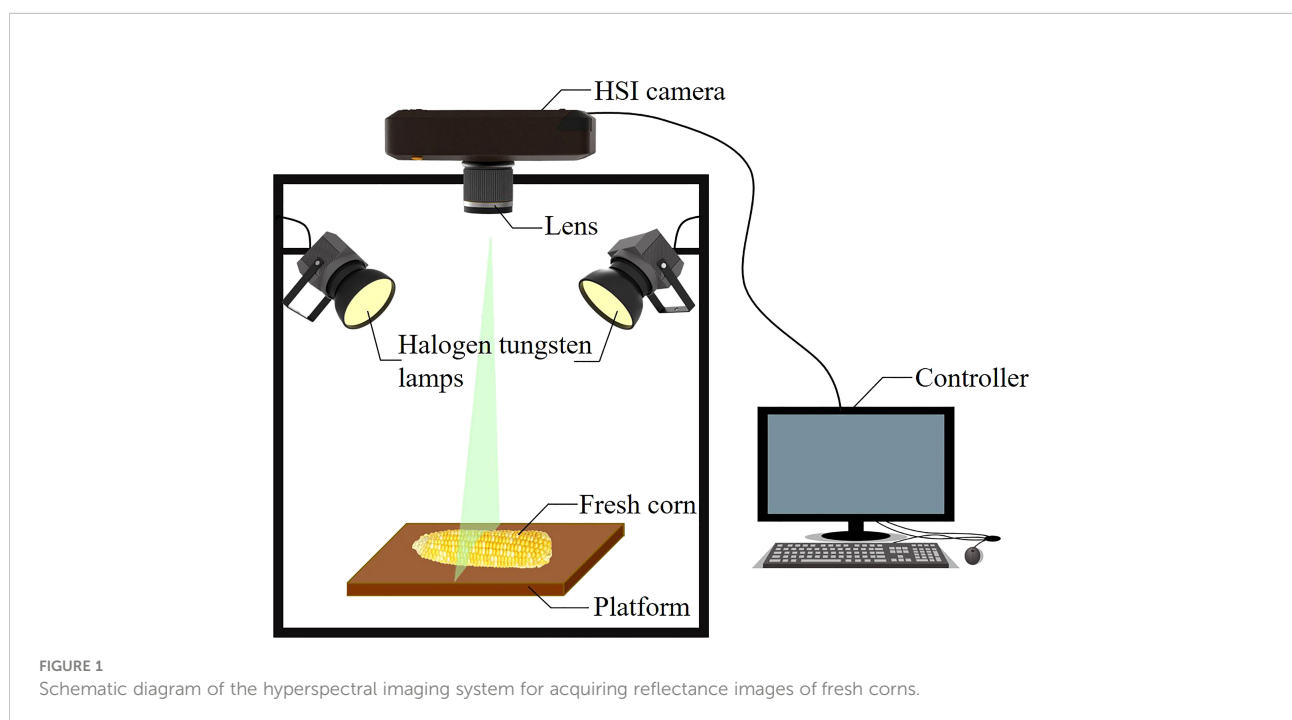 HSI camera
Lens
Halogen tungsten
lamps
Controller
Fresh corn
Platform
FIGURE 1
Schematic diagram of the hyperspectral imaging system for acquiring reflectance images of fresh corns.